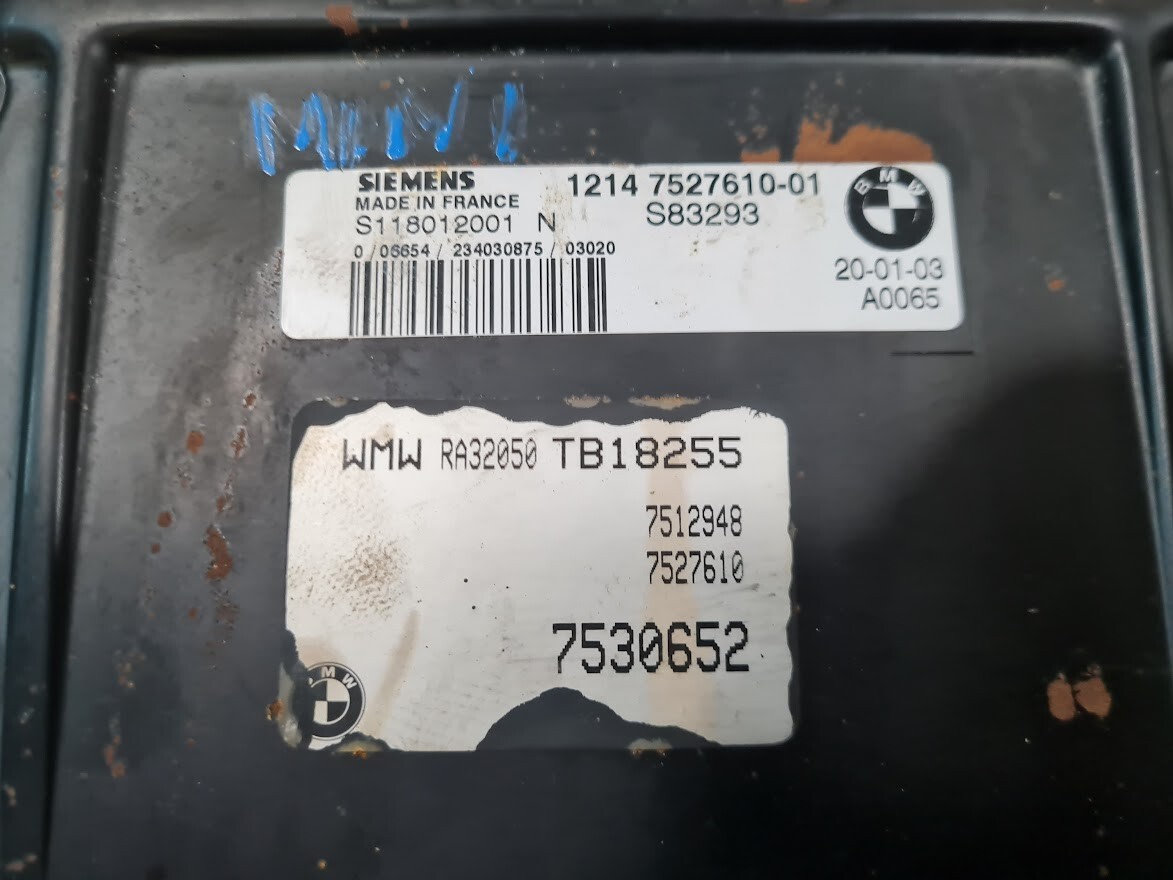 MINI
SIEMENS
MADE IN FRANCE
S118012001 N
0 / 06654 / 234030875 / 03020
1214 7527610-01
S83293
BMW
20-01-03
A0065
WMW RA32050 TB18255
7512948
7527610
7530652
BMW